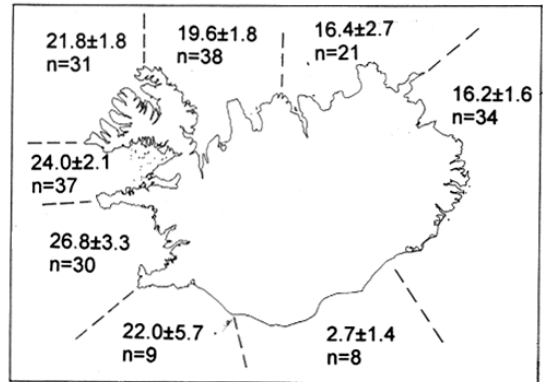 21.8±1.8
n=31
19.6±1.8
n=38
16.4±2.7
n=21
16.2±1.6
n=34
24.0±2.1
n=37
26.8±3.3
n=30
22.0±5.7
n=9
2.7±1.4
n=8